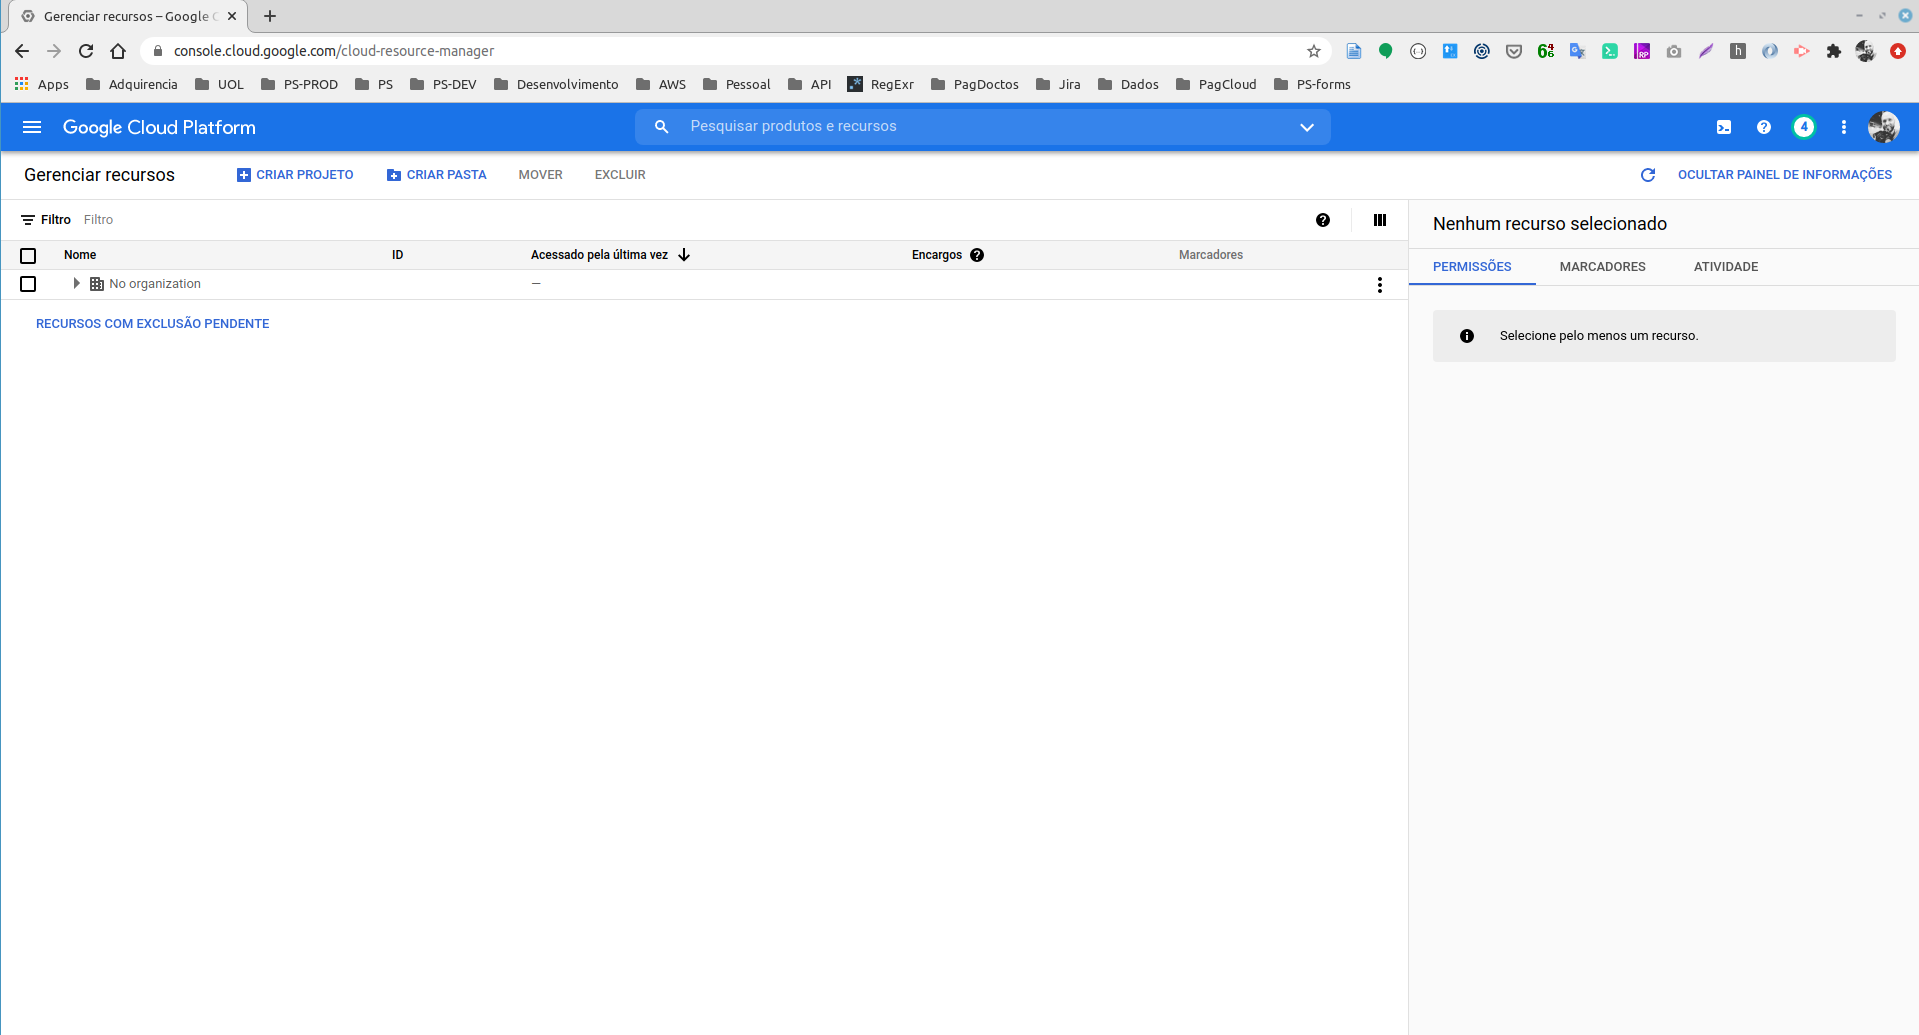 Gerenciar recursos – Google C
console.cloud.google.com/cloud-resource-manager
Apps Adquirencia UOL PS-PROD PS PS-DEV Desenvolvimento AWS Pessoal API RegExr PagDoctos Jira Dados PagCloud PS-forms
Google Cloud Platform Pesquisar produtos e recursos 4
Gerenciar recursos CRIAR PROJETO CRIAR PASTA MOVER EXCLUIR OCULTAR PAINEL DE INFORMAÇÕES
Filtro Filtro
Nenhum recurso selecionado
Nome ID Acessado pela última vez Encargos Marcadores
PERMISSÕES MARCADORES ATIVIDADE
No organization —
RECURSOS COM EXCLUSÃO PENDENTE
Selecione pelo menos um recurso.